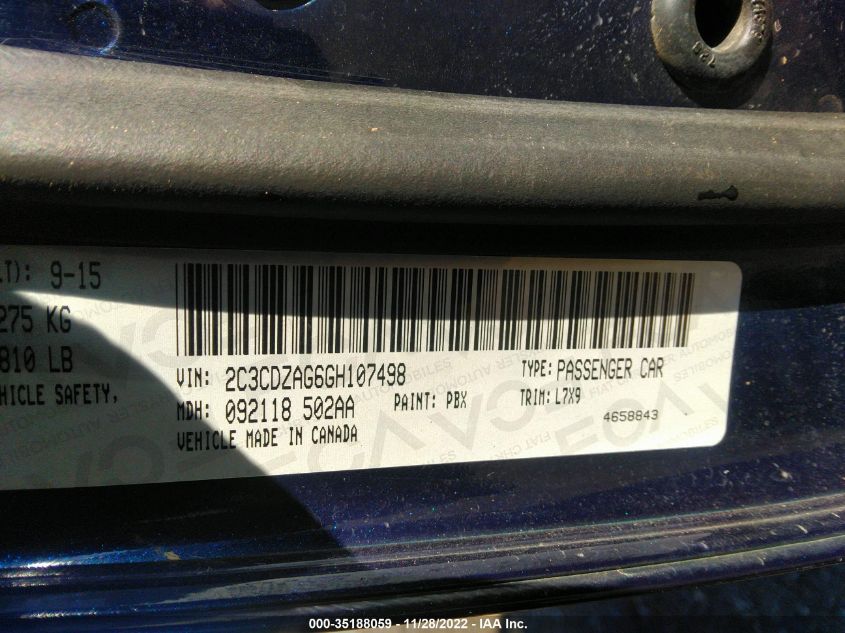 .T): 9-15
275 KG
810 LB
EHICLE SAFETY,
VIN: 2C3CDZAG6GH107498
TYPE: PASSENGER CAR
MDH: 092118 502AA
PAINT: PBX
TRIM: L7X9
VEHICLE MADE IN CANADA
4658843
000-35188059 - 11/28/2022 - IAA Inc.